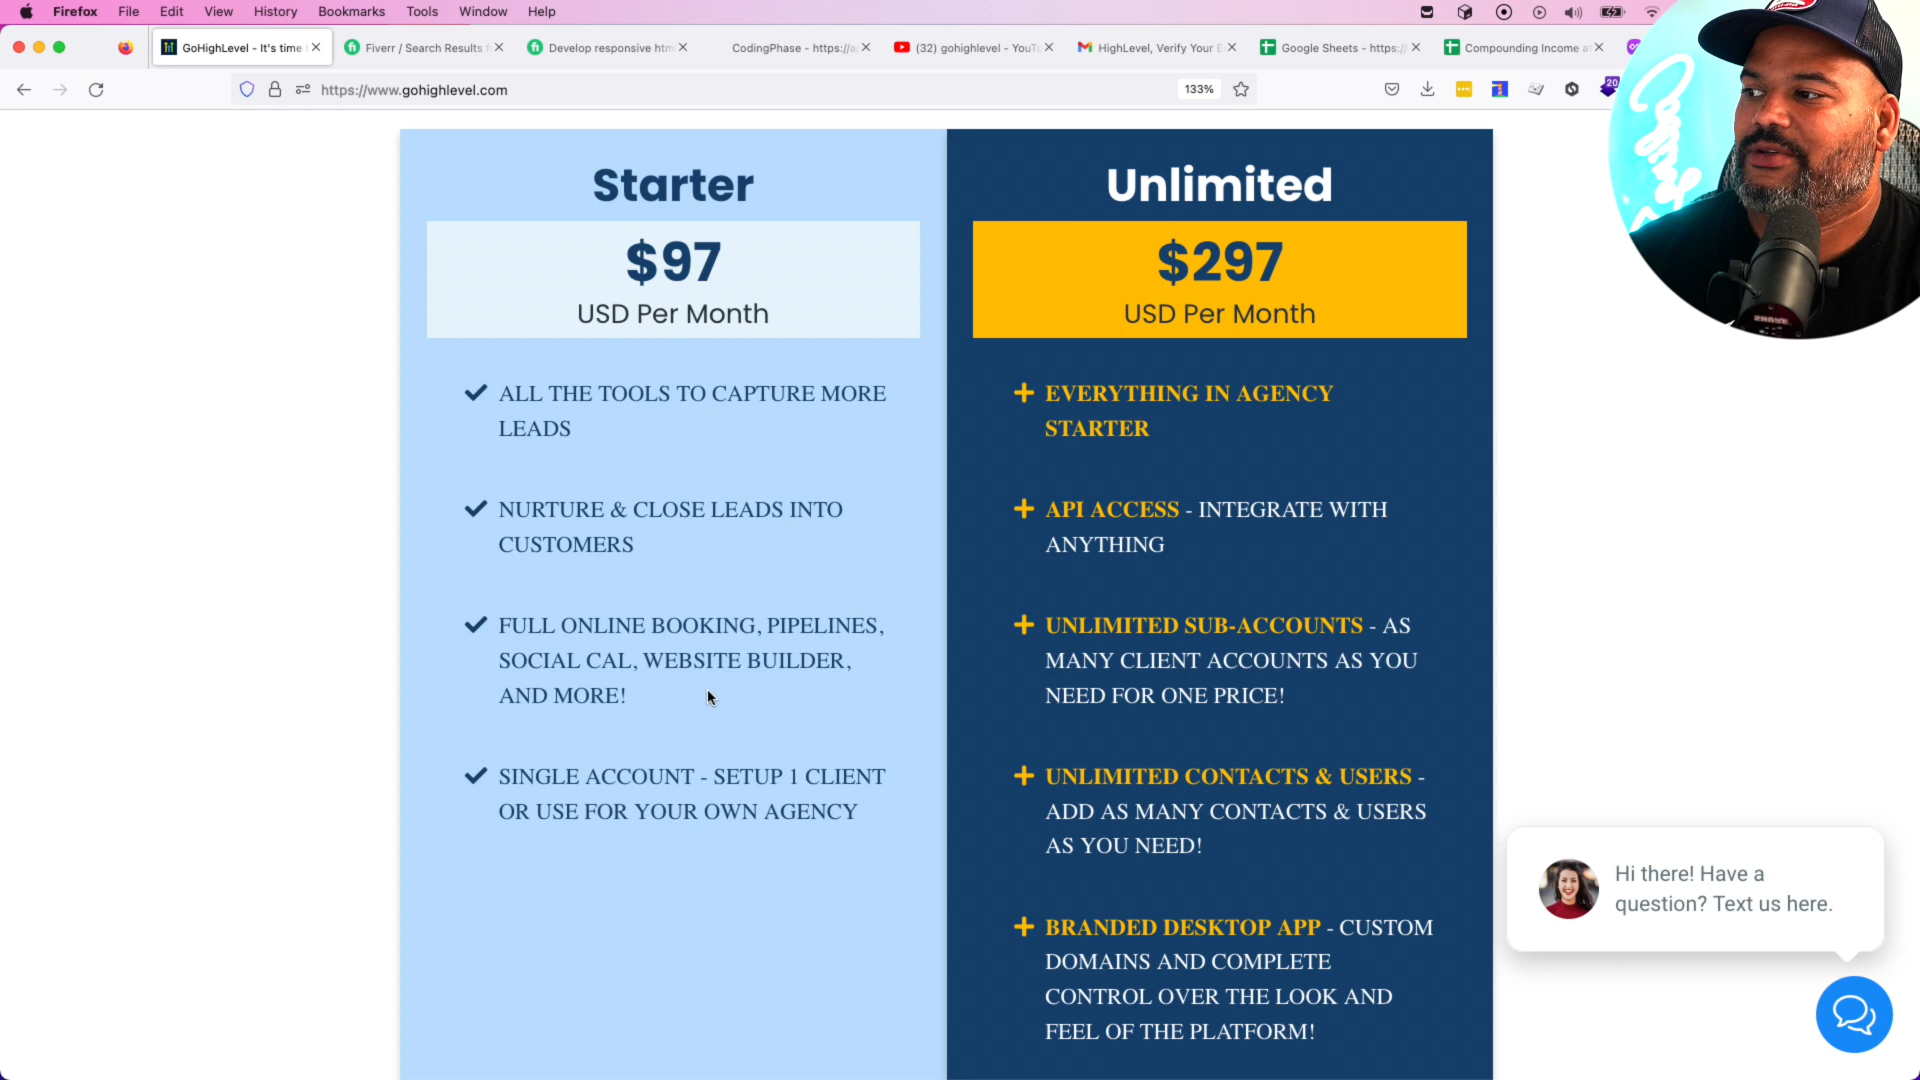 Firefox File Edit View History Bookmarks Tools Window Help
GoHighLevel - It's time
Fiverr / Search Results f
Develop responsive htm
CodingPhase - https://a
(32) gohighlevel - YouTu
HighLevel, Verify Your E
Google Sheets - https:/
Compounding Income a
https://www.gohighlevel.com
133%
20
Starter
$97
USD Per Month
ALL THE TOOLS TO CAPTURE MORE
LEADS
NURTURE & CLOSE LEADS INTO
CUSTOMERS
FULL ONLINE BOOKING, PIPELINES,
SOCIAL CAL, WEBSITE BUILDER,
AND MORE!
SINGLE ACCOUNT - SETUP 1 CLIENT
OR USE FOR YOUR OWN AGENCY
Unlimited
$297
USD Per Month
EVERYTHING IN AGENCY
STARTER
API ACCESS - INTEGRATE WITH
ANYTHING
UNLIMITED SUB-ACCOUNTS - AS
MANY CLIENT ACCOUNTS AS YOU
NEED FOR ONE PRICE!
UNLIMITED CONTACTS & USERS -
ADD AS MANY CONTACTS & USERS
AS YOU NEED!
BRANDED DESKTOP APP - CUSTOM
DOMAINS AND COMPLETE
CONTROL OVER THE LOOK AND
FEEL OF THE PLATFORM!
Hi there! Have a
question? Text us here.